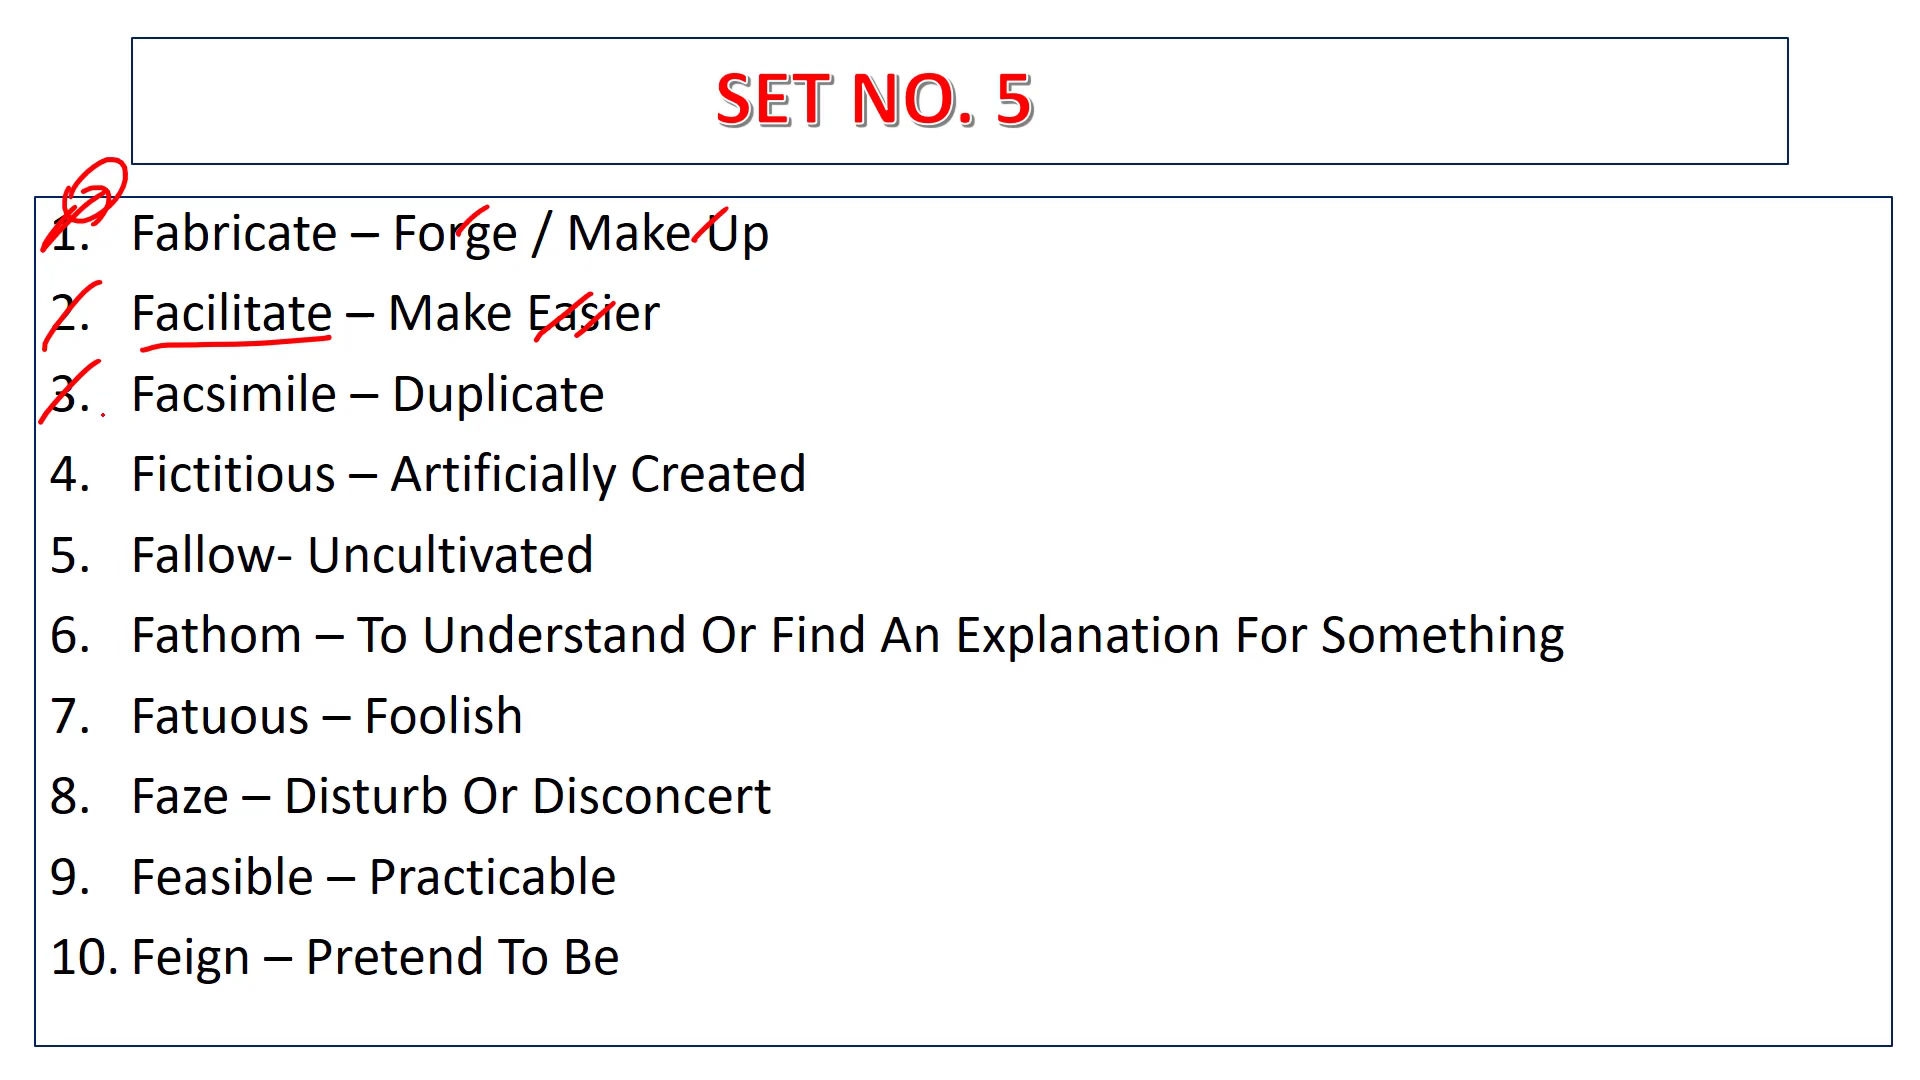 SET NO. 5
1. Fabricate – Forge / Make Up
2. Facilitate – Make Easier
3. Facsimile – Duplicate
4. Fictitious – Artificially Created
5. Fallow- Uncultivated
6. Fathom – To Understand Or Find An Explanation For Something
7. Fatuous – Foolish
8. Faze – Disturb Or Disconcert
9. Feasible – Practicable
10. Feign – Pretend To Be